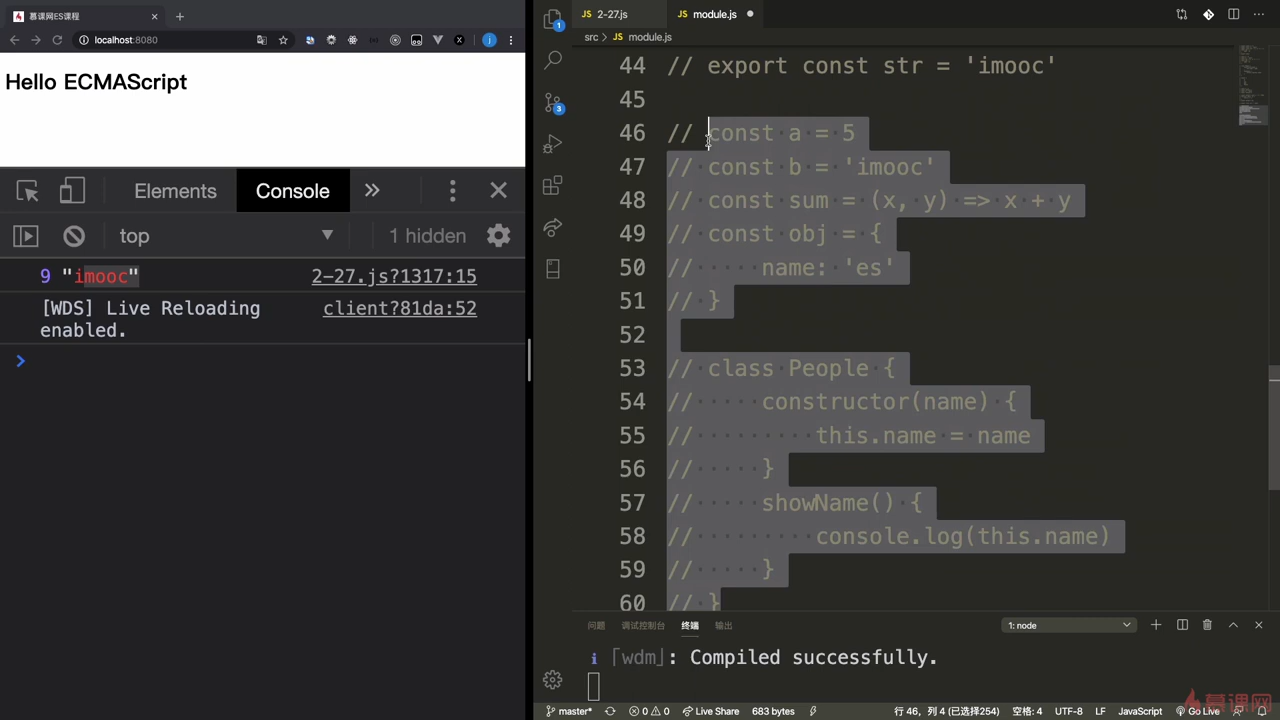 慕课网ES课程
localhost:8080
Hello ECMAScript
Elements
Console
top
1 hidden
9 "imooc"
2-27.js?1317:15
[WDS] Live Reloading
enabled.
client?81da:52
2-27.js
module.js
src > module.js
44 // export const str = 'imooc'
45
46 // const a = 5
47 // const b = 'imooc'
48 // const sum = (x, y) => x + y
49 // const obj = {
50 //     name: 'es'
51 // }
52
53 // class People {
54 //     constructor(name) {
55 //         this.name = name
56 //     }
57 //     showName() {
58 //         console.log(this.name)
59 //     }
60 // }
问题 调试控制台 终端 输出
1: node
i ｢wdm｣: Compiled successfully.
慕课网
master* 0 0 Live Share 683 bytes 行 46，列 4 (已选择254) 空格: 4 UTF-8 LF JavaScript Go Live